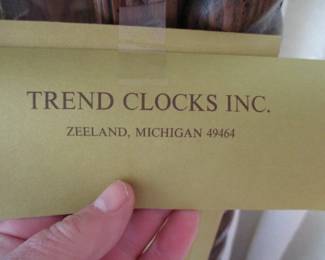 TREND CLOCKS INC.
ZEELAND, MICHIGAN 49464